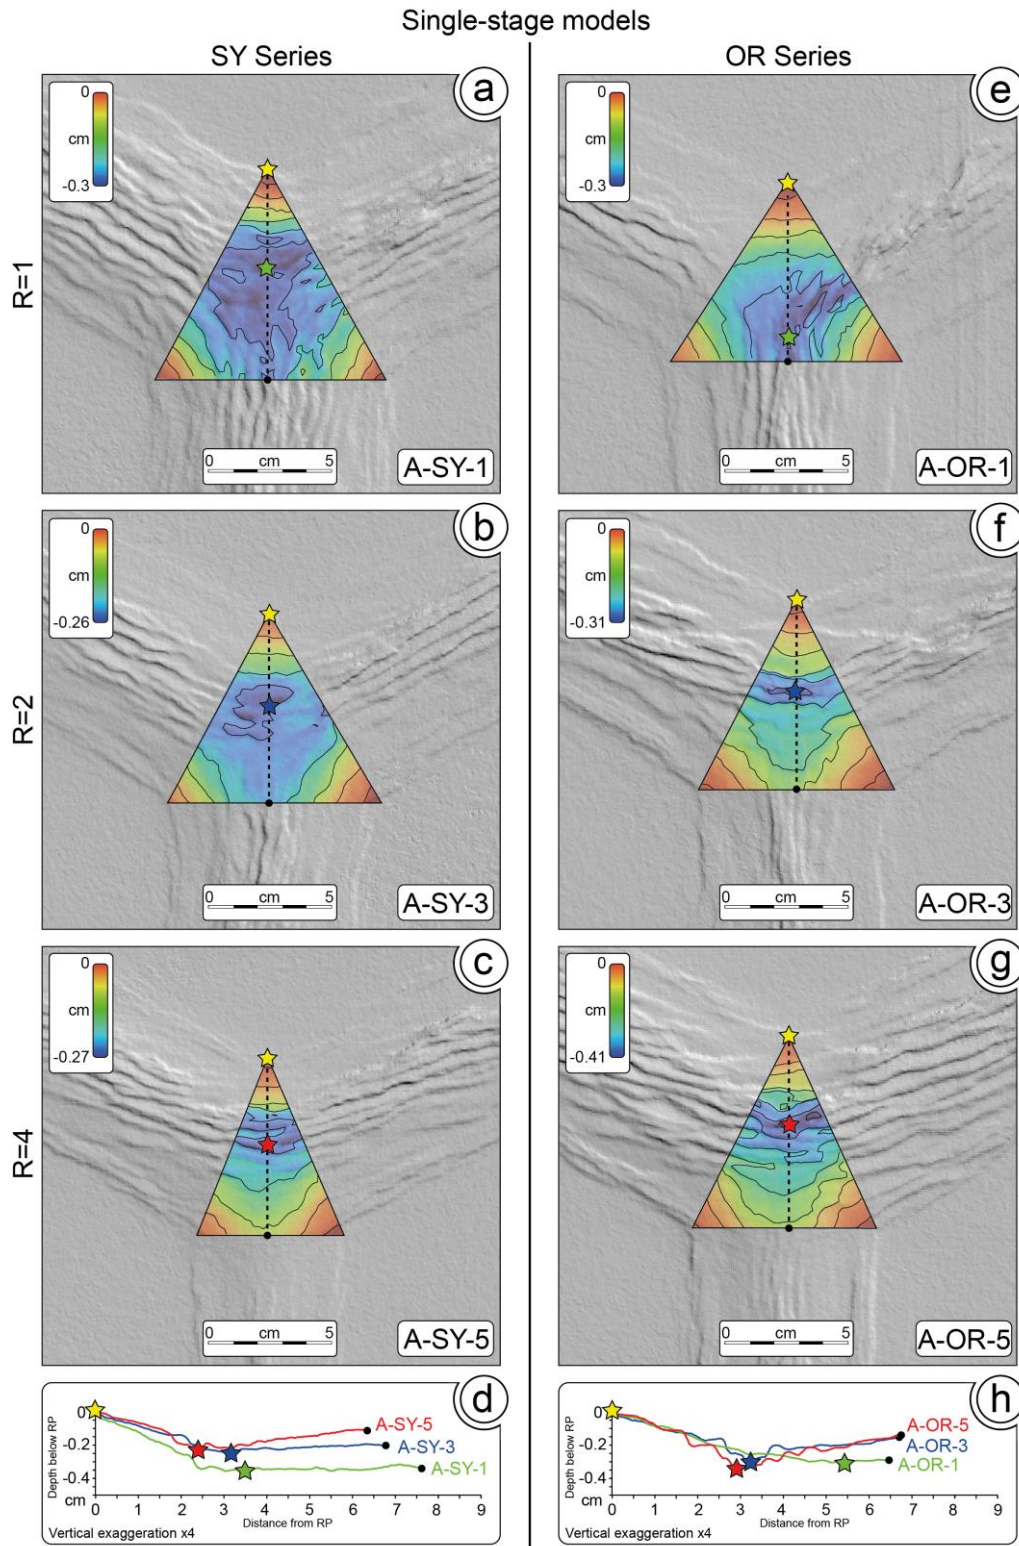 Single-stage models
SY Series
OR Series
R=1
0
cm
-0.3
a
0 cm 5
A-SY-1
0
cm
-0.3
e
0 cm 5
A-OR-1
R=2
0
cm
-0.26
b
0 cm 5
A-SY-3
0
cm
-0.31
f
0 cm 5
A-OR-3
R=4
0
cm
-0.27
c
0 cm 5
A-SY-5
0
cm
-0.41
g
0 cm 5
A-OR-5
d
Depth below RP
0
-0.2
-0.4
cm
A-SY-5
A-SY-3
A-SY-1
0 1 2 3 4 5 6 7 8 9
Distance from RP
Vertical exaggeration x4
h
Depth below RP
0
-0.2
-0.4
cm
A-OR-5
A-OR-3
A-OR-1
0 1 2 3 4 5 6 7 8 9
Distance from RP
Vertical exaggeration x4